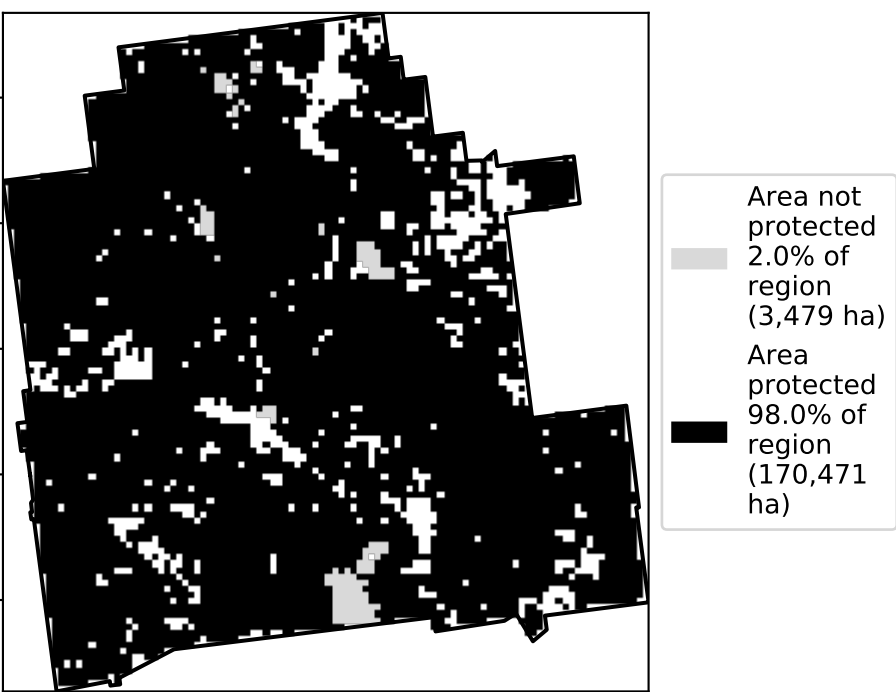 Area not
protected
2.0% of
region
(3,479 ha)
Area
protected
98.0% of
region
(170,471
ha)